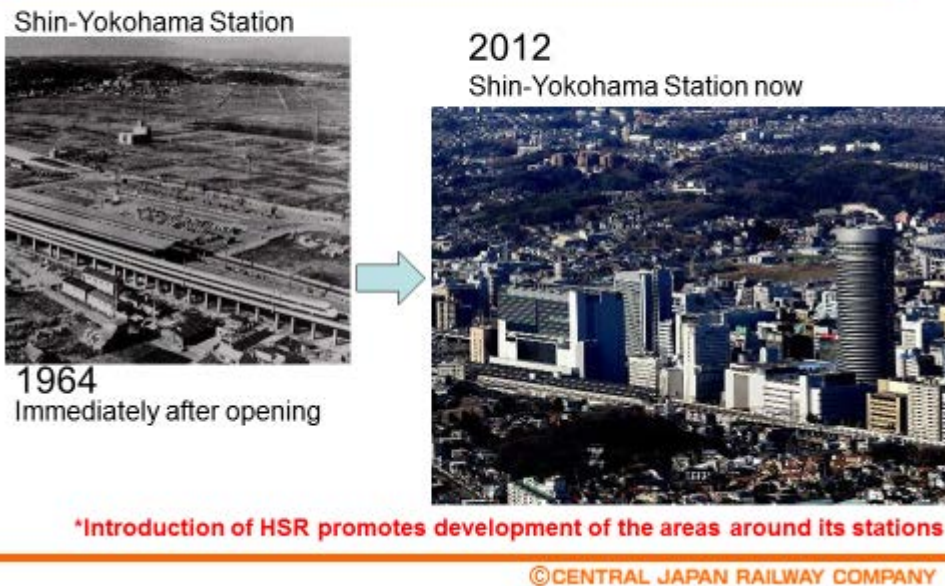 Shin-Yokohama Station
1964
Immediately after opening
2012
Shin-Yokohama Station now
*Introduction of HSR promotes development of the areas around its stations
©CENTRAL JAPAN RAILWAY COMPANY